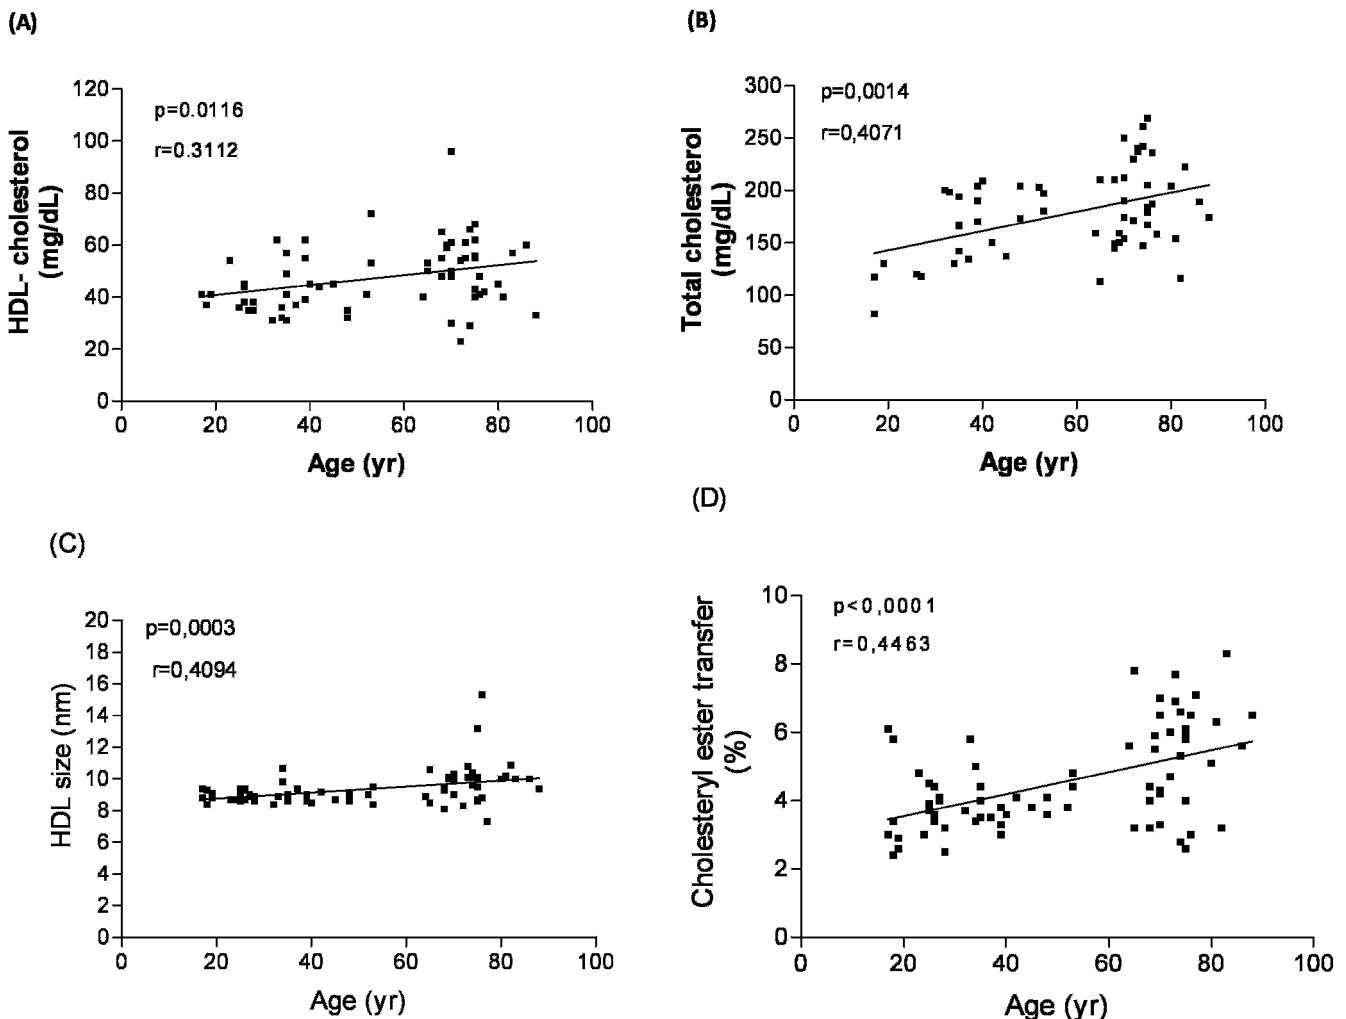 (A)
120
100
80
60
40
20
0
HDL- cholesterol
(mg/dL)
p=0.0116
r=0.3112
0 20 40 60 80 100
Age (yr)
(B)
300
250
200
150
100
50
0
Total cholesterol
(mg/dL)
p=0,0014
r=0,4071
0 20 40 60 80 100
Age (yr)
(C)
20
18
16
14
12
10
8
6
4
2
0
HDL size (nm)
p=0,0003
r=0,4094
0 20 40 60 80 100
Age (yr)
(D)
10
8
6
4
2
0
Cholesteryl ester transfer
(%)
p<0,0001
r=0,4463
0 20 40 60 80 100
Age (yr)